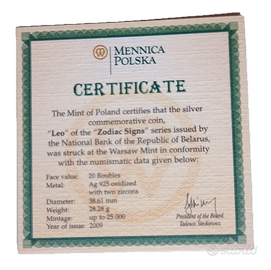 MENNICA
POLSKA
CERTIFICATE
The Mint of Poland certifies that the silver
commemorative coin,
"Leo" of the "Zodiac Signs" series issued by
the National Bank of the Republic of Belarus,
was struck at the Warsaw Mint in conformity
with the numismatic data given below:
Face value: 20 Roubles
Metal: Ag 925 oxidized
with two zircons
Diameter: 38.61 mm
Weight: 28.28 g
Mintage: up to 25 000
Year of issue: 2009
President of the Board
Tadeusz Steckiewicz
subito